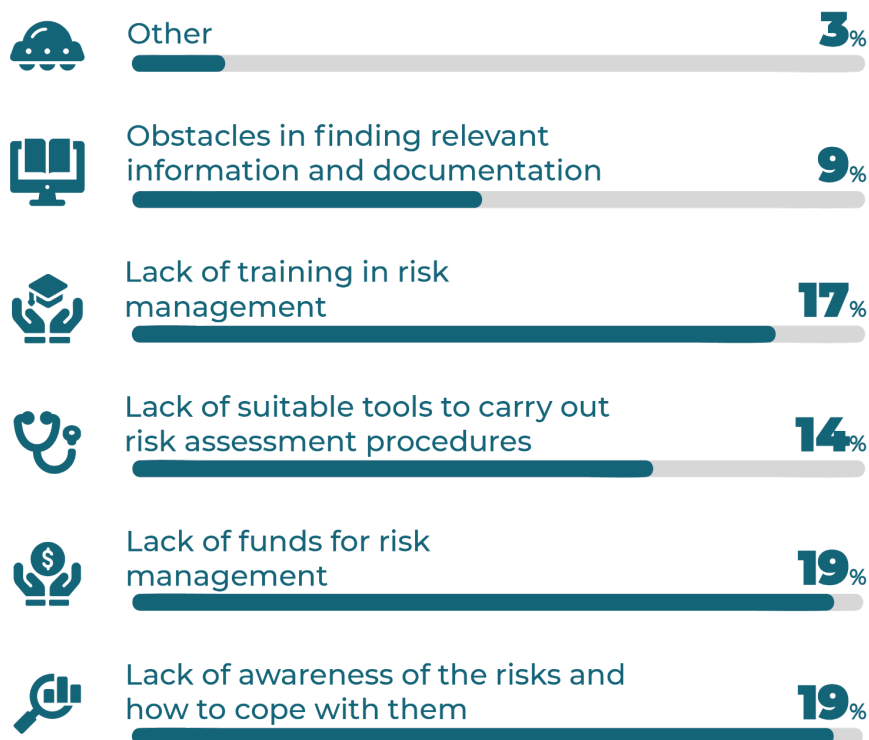 Other
3%
Obstacles in finding relevant
information and documentation
9%
Lack of training in risk
management
17%
Lack of suitable tools to carry out
risk assessment procedures
14%
Lack of funds for risk
management
$
19%
Lack of awareness of the risks and
how to cope with them
19%